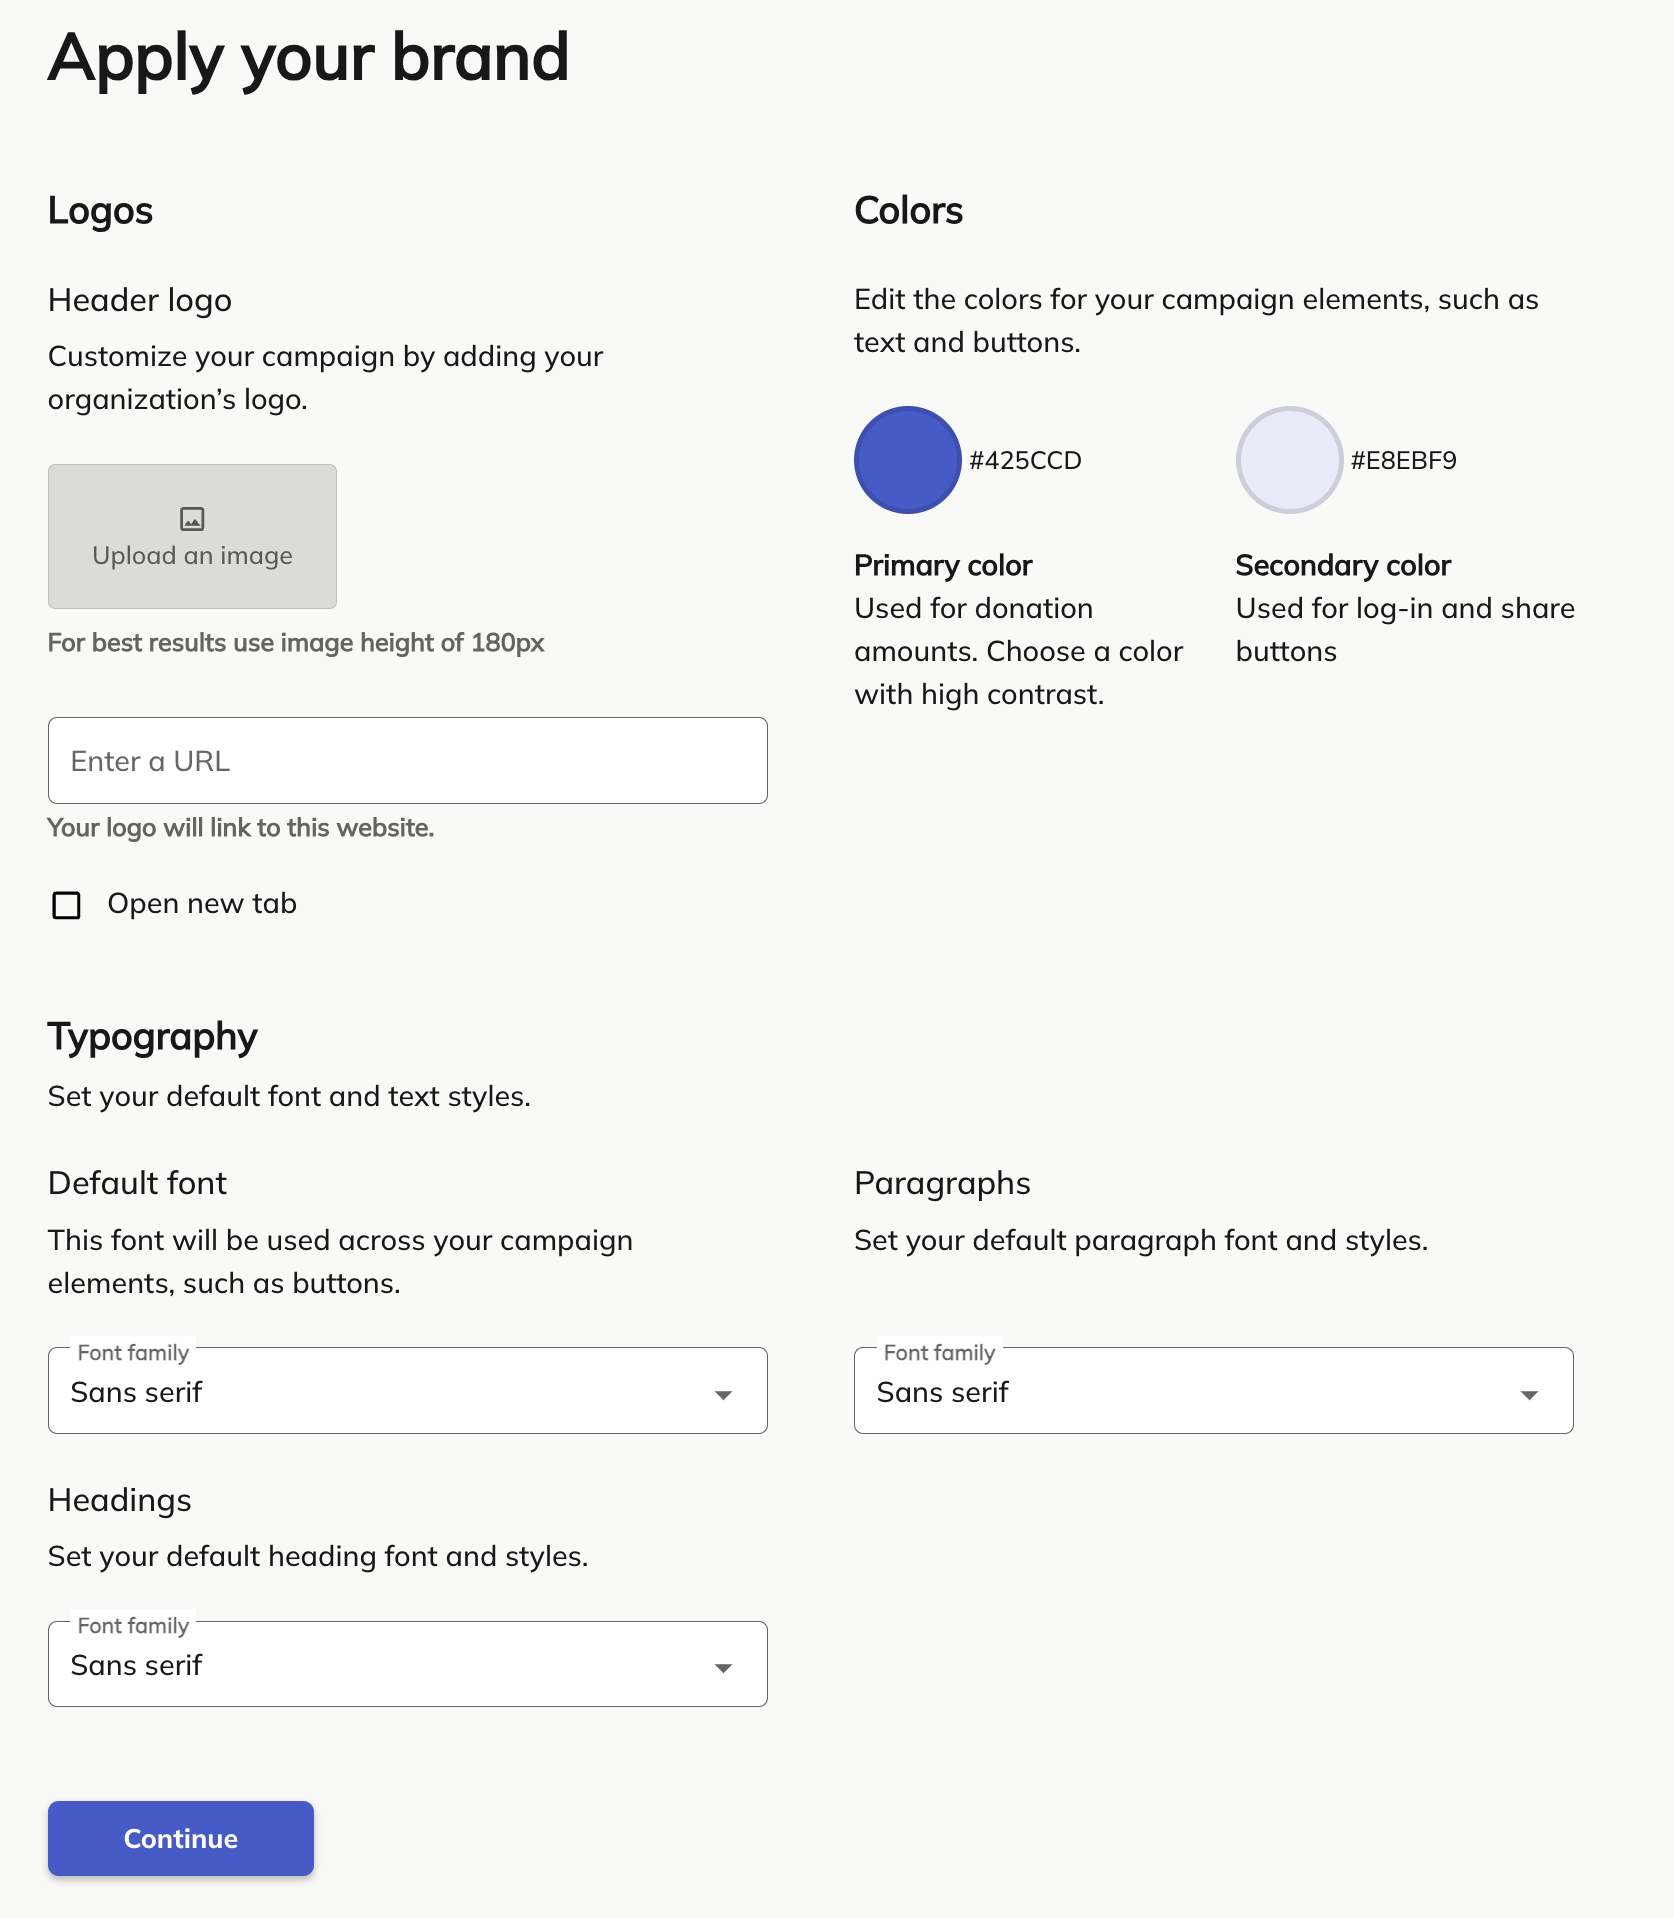 Apply your brand
Logos
Header logo
Customize your campaign by adding your
organization’s logo.
Upload an image
For best results use image height of 180px
Enter a URL
Your logo will link to this website.
Open new tab
Colors
Edit the colors for your campaign elements, such as
text and buttons.
#425CCD
Primary color
Used for donation
amounts. Choose a color
with high contrast.
#E8EBF9
Secondary color
Used for log-in and share
buttons
Typography
Set your default font and text styles.
Default font
This font will be used across your campaign
elements, such as buttons.
Font family
Sans serif
Paragraphs
Set your default paragraph font and styles.
Font family
Sans serif
Headings
Set your default heading font and styles.
Font family
Sans serif
Continue